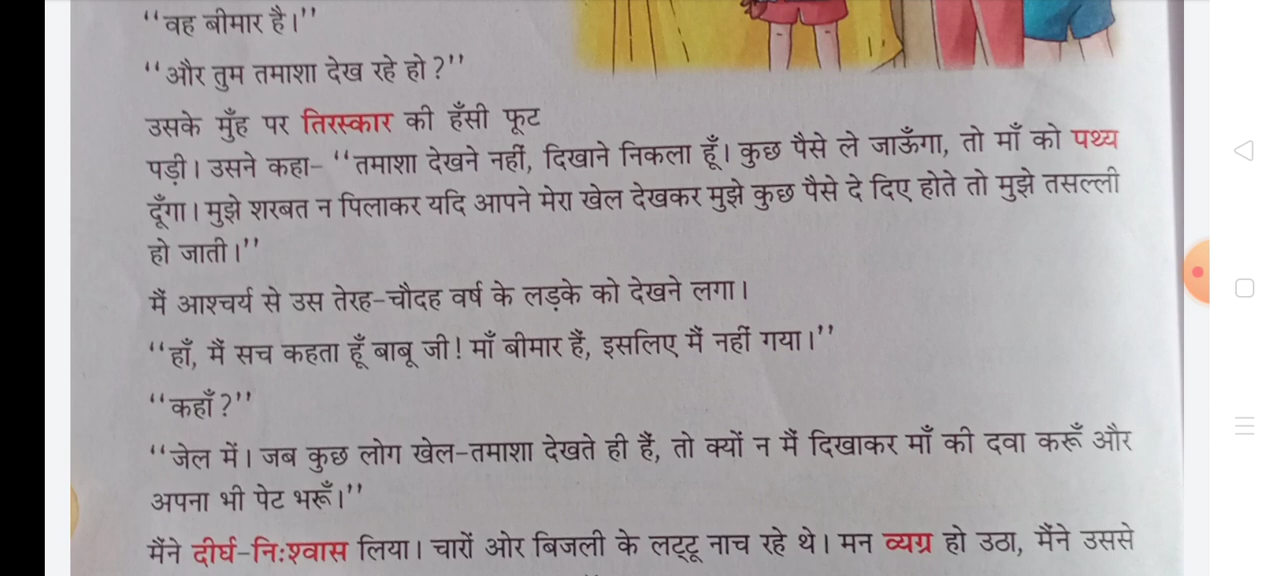 ‘‘वह बीमार है।’’
‘‘और तुम तमाशा देख रहे हो?’’
उसके मुँह पर तिरस्कार की हँसी फूट
पड़ी। उसने कहा- ‘‘तमाशा देखने नहीं, दिखाने निकला हूँ। कुछ पैसे ले जाऊँगा, तो माँ को पथ्य
दूँगा। मुझे शरबत न पिलाकर यदि आपने मेरा खेल देखकर मुझे कुछ पैसे दे दिए होते तो मुझे तसल्ली
हो जाती।’’
मैं आश्चर्य से उस तेरह-चौदह वर्ष के लड़के को देखने लगा।
‘‘हाँ, मैं सच कहता हूँ बाबू जी! माँ बीमार हैं, इसलिए मैं नहीं गया।’’
‘‘कहाँ?’’
‘‘जेल में। जब कुछ लोग खेल-तमाशा देखते ही हैं, तो क्यों न मैं दिखाकर माँ की दवा करूँ और
अपना भी पेट भरूँ।’’
मैंने दीर्घ-निःश्वास लिया। चारों ओर बिजली के लट्टू नाच रहे थे। मन व्यग्र हो उठा, मैंने उससे